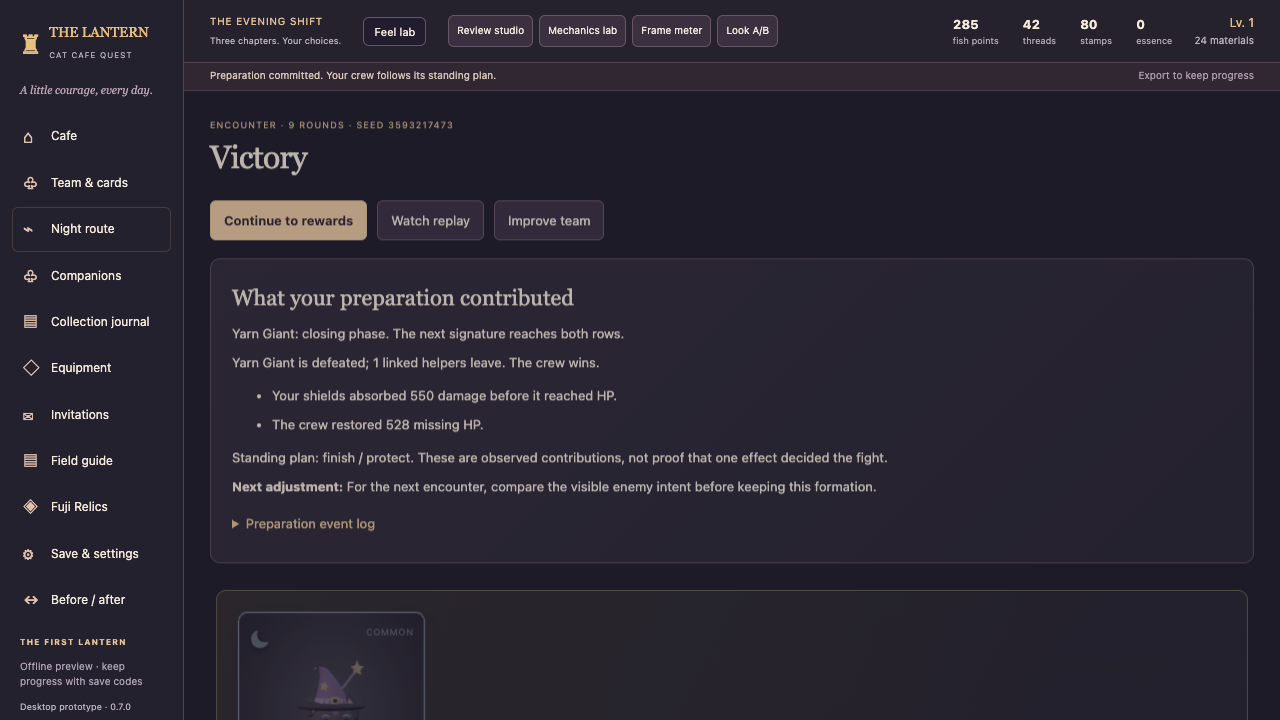 THE LANTERN
CAT CAFE QUEST
A little courage, every day.
Cafe
Team & cards
Night route
Companions
Collection journal
Equipment
Invitations
Field guide
Fuji Relics
Save & settings
Before / after
THE FIRST LANTERN
Offline preview · keep
progress with save codes
Desktop prototype · 0.7.0
THE EVENING SHIFT
Three chapters. Your choices.
Feel lab
Review studio
Mechanics lab
Frame meter
Look A/B
285
fish points
42
threads
80
stamps
0
essence
Lv. 1
24 materials
Preparation committed. Your crew follows its standing plan.
Export to keep progress
ENCOUNTER · 9 ROUNDS · SEED 3593217473
Victory
Continue to rewards
Watch replay
Improve team
What your preparation contributed
Yarn Giant: closing phase. The next signature reaches both rows.
Yarn Giant is defeated; 1 linked helpers leave. The crew wins.
• Your shields absorbed 550 damage before it reached HP.
• The crew restored 528 missing HP.
Standing plan: finish / protect. These are observed contributions, not proof that one effect decided the fight.
Next adjustment: For the next encounter, compare the visible enemy intent before keeping this formation.
Preparation event log
COMMON